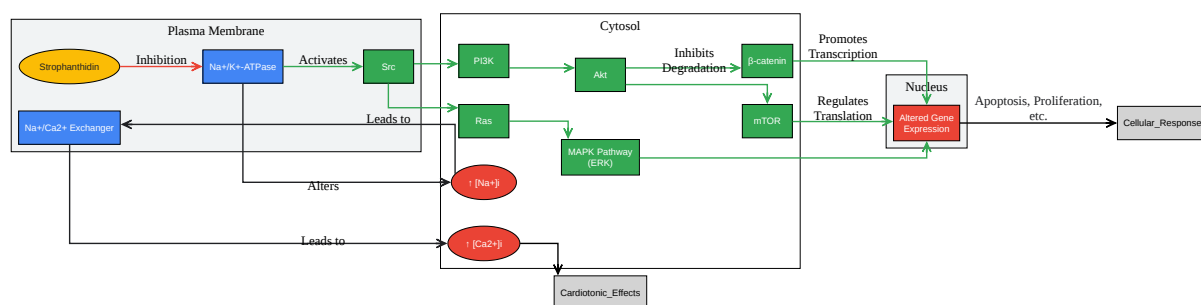 Plasma Membrane
Cytosol
Strophanthidin
Inhibition
Na+/K+-ATPase
Activates
Src
PI3K
Akt
Inhibits
Degradation
β-catenin
Promotes
Transcription
Na+/Ca2+ Exchanger
Leads to
Ras
MAPK Pathway
(ERK)
mTOR
Regulates
Translation
Nucleus
Altered Gene
Expression
Apoptosis, Proliferation,
etc.
Cellular_Response
Alters
↑ [Na+]i
Leads to
↑ [Ca2+]i
Cardiotonic_Effects